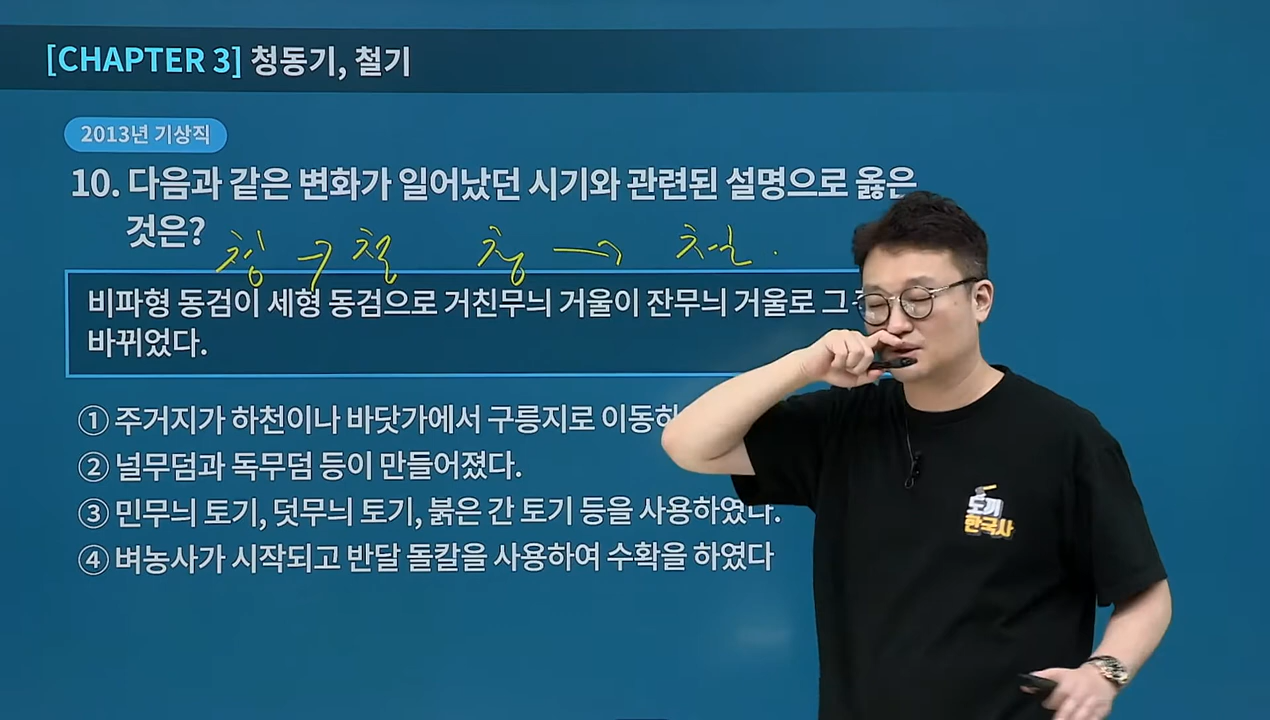 [CHAPTER 3] 청동기, 철기
2013년 기상직
10. 다음과 같은 변화가 일어났던 시기와 관련된 설명으로 옳은
것은?
청 → 철 청 → 철.
비파형 동검이 세형 동검으로 거친무늬 거울이 잔무늬 거울로 그
바뀌었다.
① 주거지가 하천이나 바닷가에서 구릉지로
② 널무덤과 독무덤 등이 만들어졌다.
③ 민무늬 토기, 덧무늬 토기, 붉은 간 토기 등을 사용하였다.
④ 벼농사가 시작되고 반달 돌칼을 사용하여 수확을 하였다
도끼
한국사